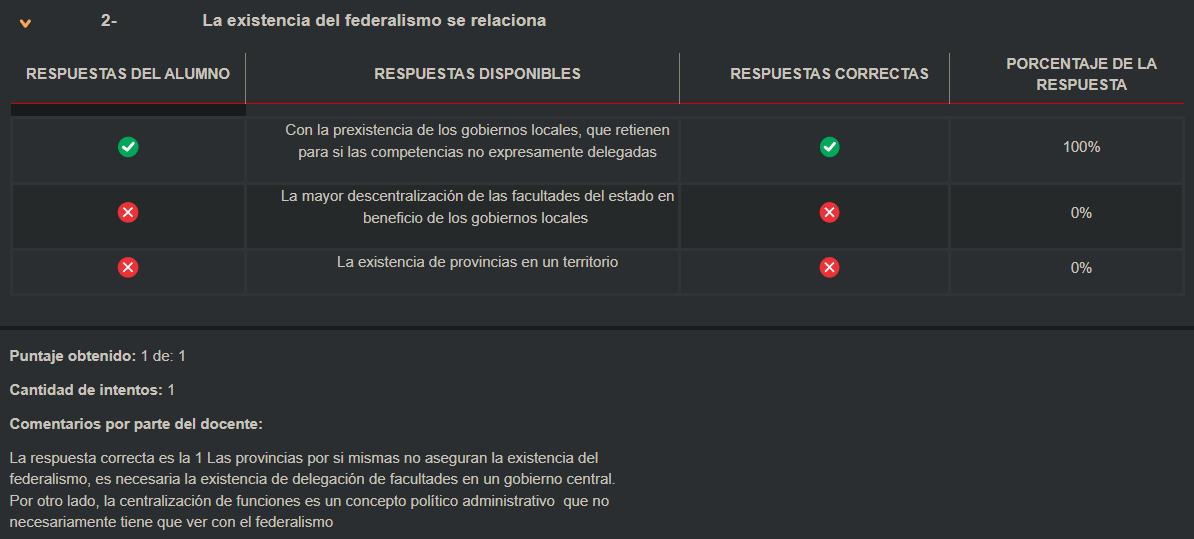 2- La existencia del federalismo se relaciona
RESPUESTAS DEL ALUMNO RESPUESTAS DISPONIBLES RESPUESTAS CORRECTAS PORCENTAJE DE LA
RESPUESTA
Con la prexistencia de los gobiernos locales, que retienen
para si las competencias no expresamente delegadas
100%
La mayor descentralización de las facultades del estado en
beneficio de los gobiernos locales
0%
La existencia de provincias en un territorio
0%
Puntaje obtenido: 1 de: 1
Cantidad de intentos: 1
Comentarios por parte del docente:
La respuesta correcta es la 1 Las provincias por si mismas no aseguran la existencia del
federalismo, es necesaria la existencia de delegación de facultades en un gobierno central.
Por otro lado, la centralización de funciones es un concepto político administrativo  que no
necesariamente tiene que ver con el federalismo